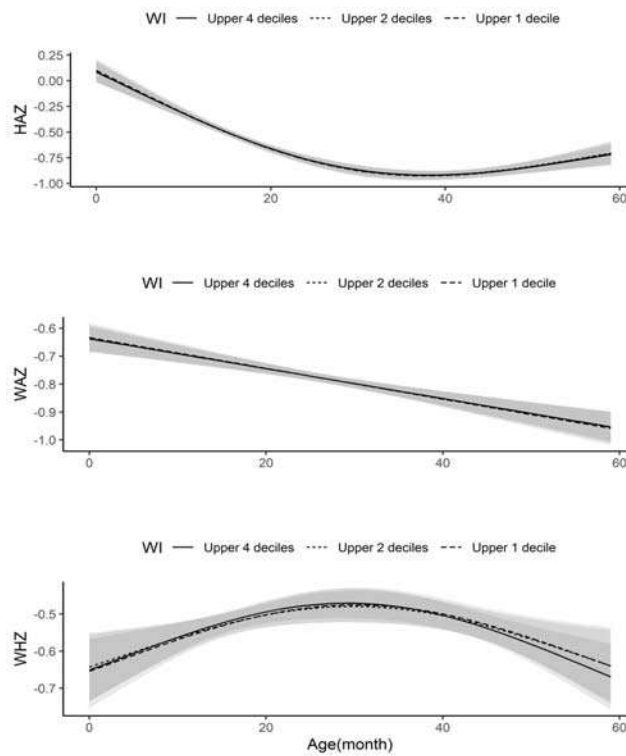 WI — Upper 4 deciles ····· Upper 2 deciles --- Upper 1 decile
0.25
0.00
-0.25
-0.50
-0.75
-1.00
HAZ
0 20 40 60
WI — Upper 4 deciles ····· Upper 2 deciles --- Upper 1 decile
-0.6
-0.7
-0.8
-0.9
-1.0
WAZ
0 20 40 60
WI — Upper 4 deciles ····· Upper 2 deciles --- Upper 1 decile
-0.5
-0.6
-0.7
WHZ
0 20 40 60
Age(month)